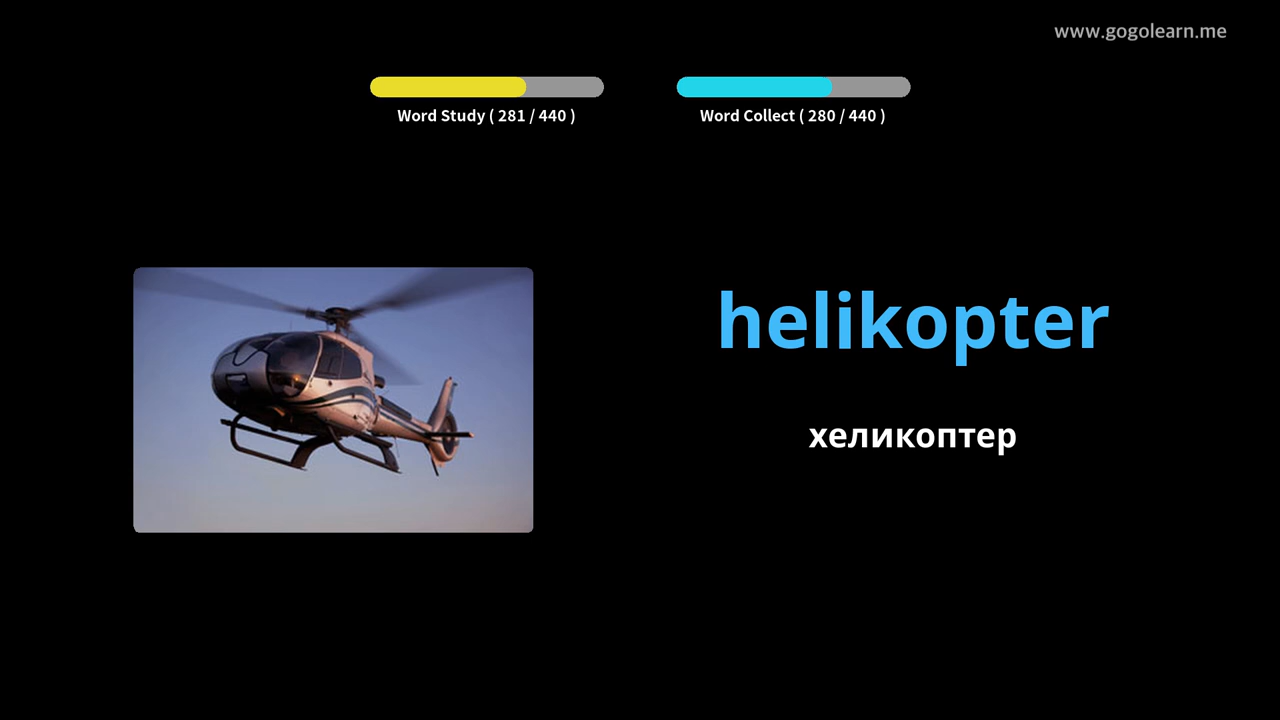 www.gogolearn.me
Word Study ( 281 / 440 )
Word Collect ( 280 / 440 )
helikopter
хеликоптер